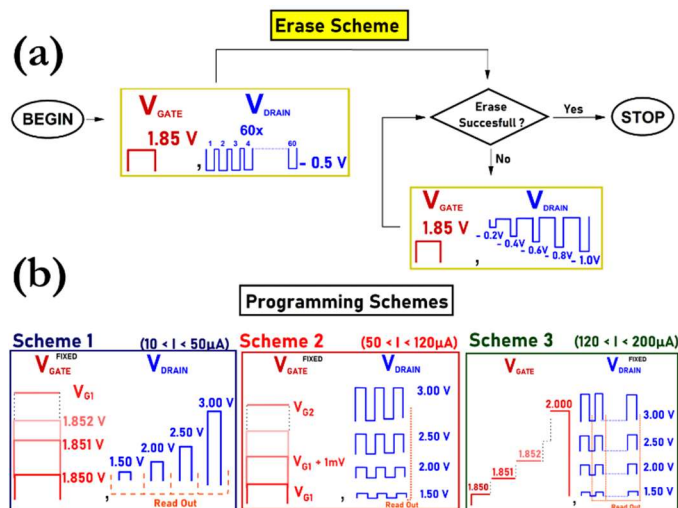 Erase Scheme
(a)
BEGIN
VGATE
1.85 V
,
VDRAIN
60x
1 2 3 4 60
- 0.5 V
Erase
Succesfull ?
Yes
STOP
No
VGATE
1.85 V
,
VDRAIN
- 0.2V
- 0.4V
- 0.6V
- 0.8V
- 1.0V
(b)
Programming Schemes
Scheme 1 (10 < I < 50µA)
VGATE FIXED
VDRAIN
VG1
1.852 V
1.851 V
1.850 V
,
1.50 V
2.00 V
2.50 V
3.00 V
Read Out
Scheme 2 (50 < I < 120µA)
VGATE FIXED
VDRAIN
VG2
VG1 + 1mV
VG1
,
3.00 V
2.50 V
2.00 V
1.50 V
Read Out
Scheme 3 (120 < I < 200µA)
VGATE
VDRAIN FIXED
2.000
1.852
1.851
1.850
,
3.00 V
2.50 V
2.00 V
1.50 V
Read Out